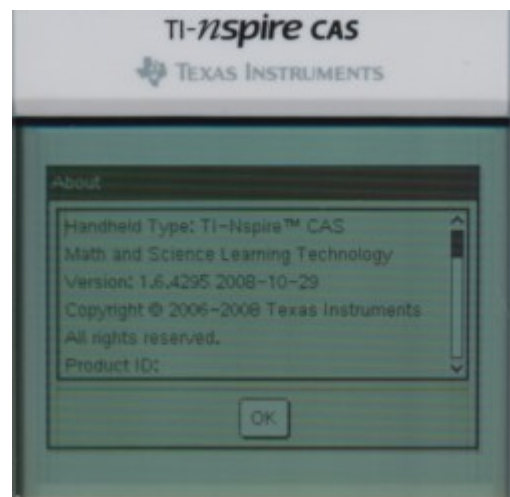 TI-nspire CAS
TEXAS INSTRUMENTS
About
Handheld Type: TI-Nspire™ CAS
Math and Science Learning Technology
Version: 1.6.4295 2008-10-29
Copyright © 2006-2008 Texas Instruments
All rights reserved.
Product ID:
OK